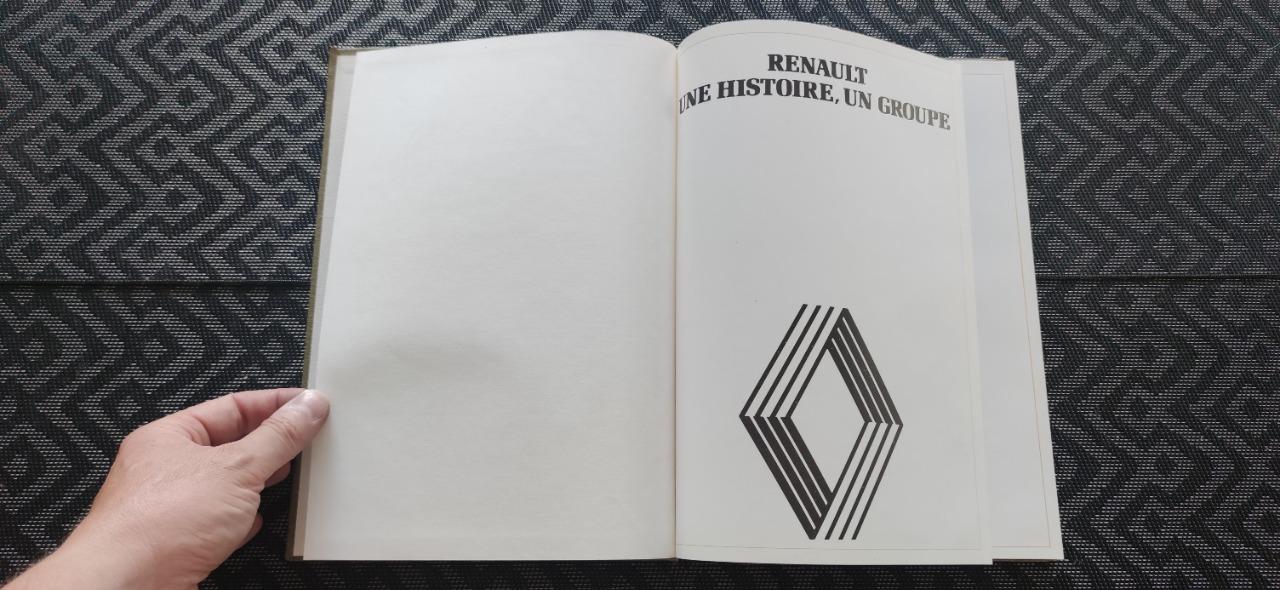 RENAULT
UNE HISTOIRE, UN GROUPE